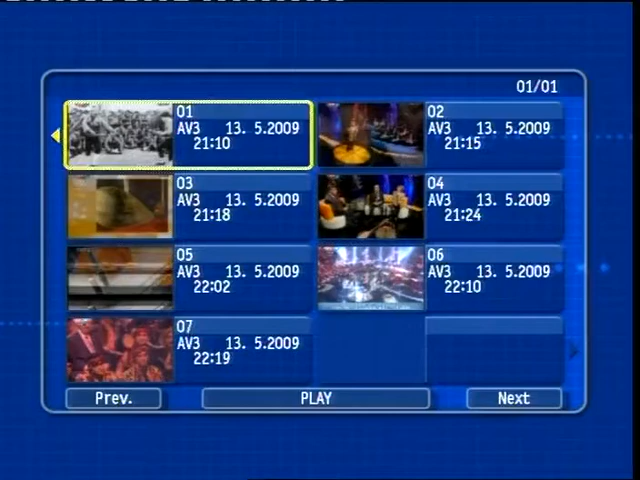 01/01
01
AV3 13. 5.2009
21:10
02
AV3 13. 5.2009
21:15
03
AV3 13. 5.2009
21:18
04
AV3 13. 5.2009
21:24
05
AV3 13. 5.2009
22:02
06
AV3 13. 5.2009
22:10
07
AV3 13. 5.2009
22:19
Prev. PLAY Next